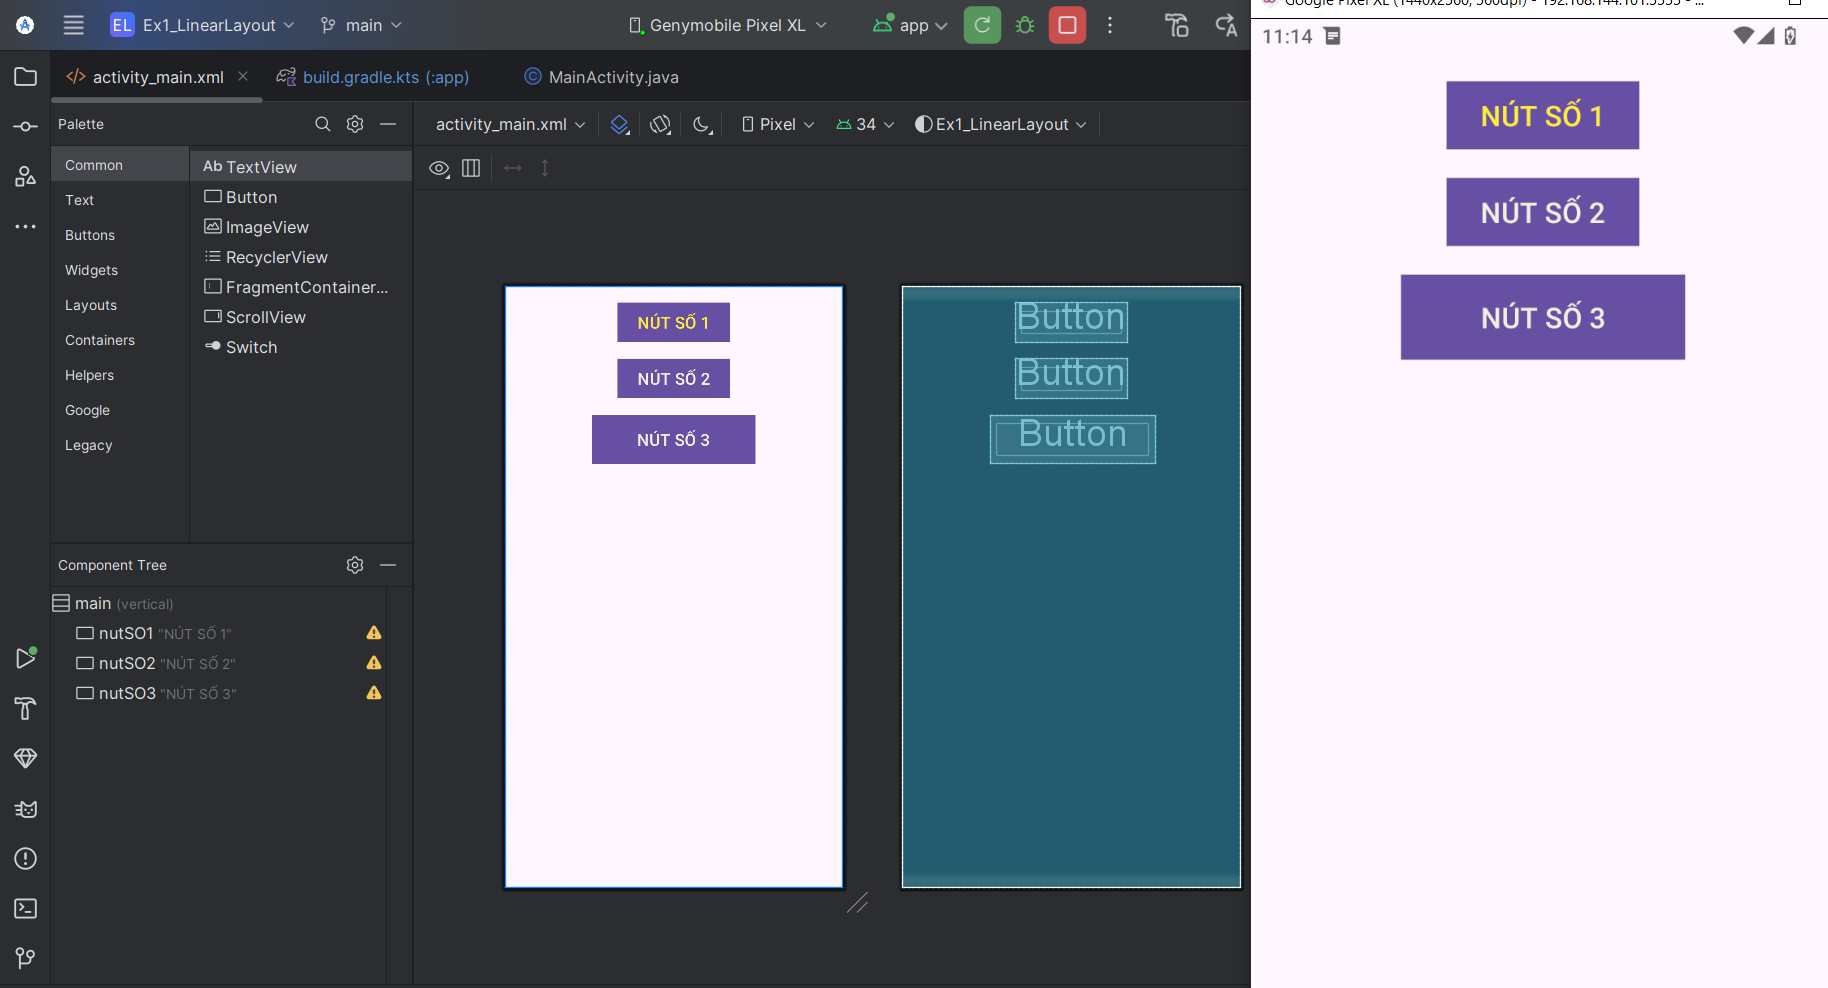 EL Ex1_LinearLayout
main
Genymobile Pixel XL
app
activity_main.xml
build.gradle.kts (:app)
MainActivity.java
Palette
Common
Text
Buttons
Widgets
Layouts
Containers
Helpers
Google
Legacy
Ab TextView
Button
ImageView
RecyclerView
FragmentContainer...
ScrollView
Switch
activity_main.xml
Pixel
34
Ex1_LinearLayout
NÚT SỐ 1
NÚT SỐ 2
NÚT SỐ 3
Button
Button
Button
Component Tree
main (vertical)
nutSO1 "NÚT SỐ 1"
nutSO2 "NÚT SỐ 2"
nutSO3 "NÚT SỐ 3"
Google Pixel XL (1440x2560, 560dpi) - 192.168.144.101:5555 - ...
11:14
NÚT SỐ 1
NÚT SỐ 2
NÚT SỐ 3